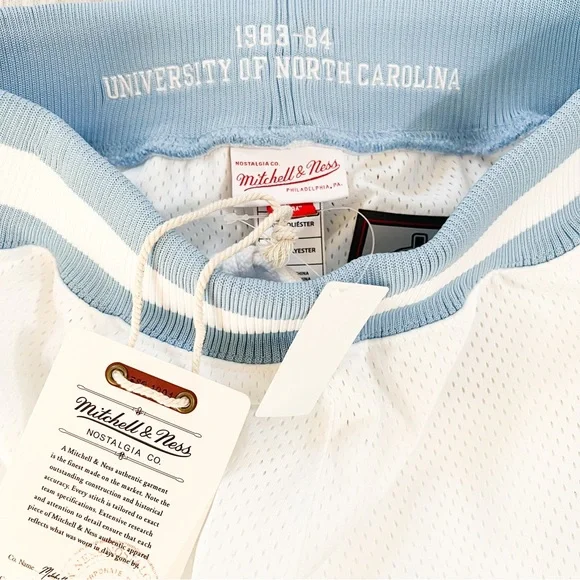 1983-84
UNIVERSITY OF NORTH CAROLINA
NOSTALGIA CO.
Mitchell & Ness
PHILADELPHIA, PA.
Mitchell & Ness
NOSTALGIA CO.
A Mitchell & Ness authentic garment
is the finest made on the market. Note the
outstanding construction and historical
accuracy. Every stitch is tailored to exact
team specifications. Extensive research
and attention to detail ensure that each
piece of Mitchell & Ness authentic apparel
reflects what was worn in days gone by.
Co. Name: